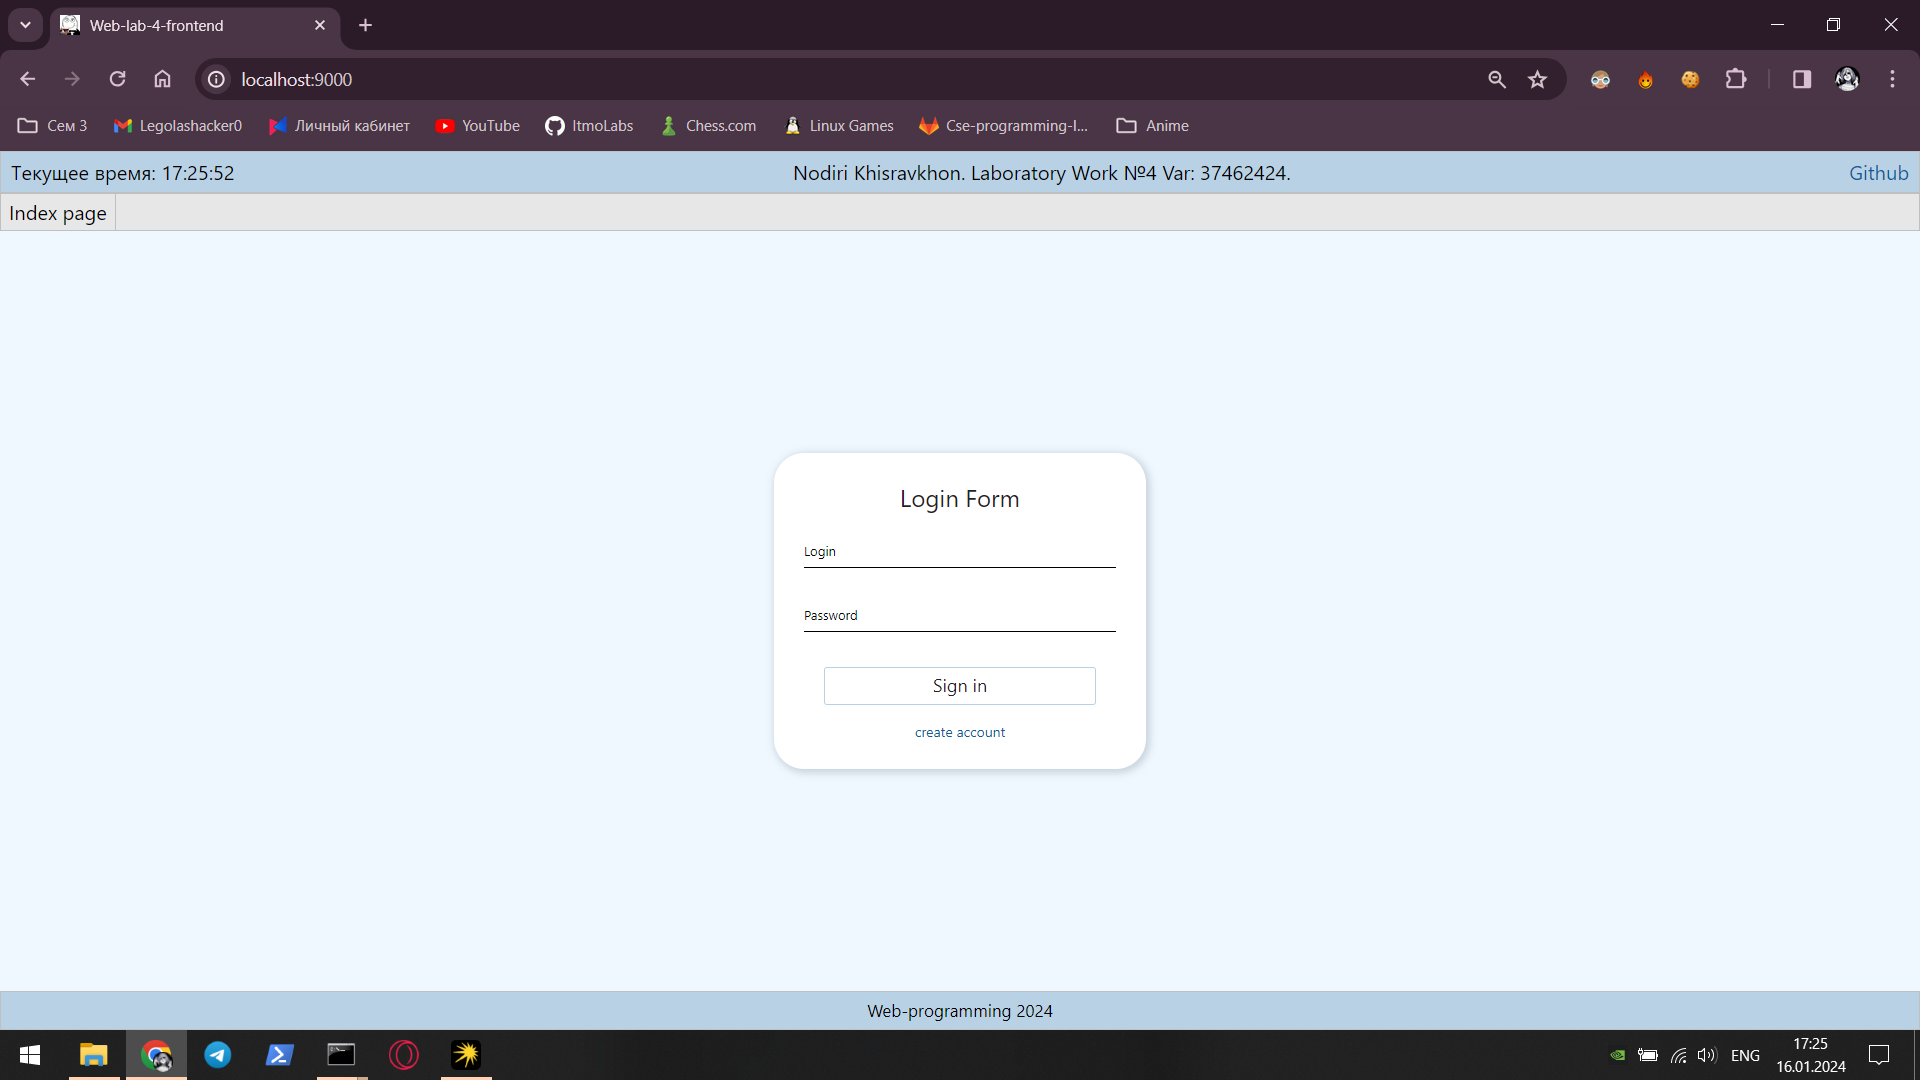 Web-lab-4-frontend
localhost:9000
Сем 3
Legolashacker0
Личный кабинет
YouTube
ItmoLabs
Chess.com
Linux Games
Cse-programming-l...
Anime
Текущее время: 17:25:52
Nodiri Khisravkhon. Laboratory Work №4 Var: 37462424.
Github
Index page
Login Form
Login
Password
Sign in
create account
Web-programming 2024
ENG
17:25
16.01.2024